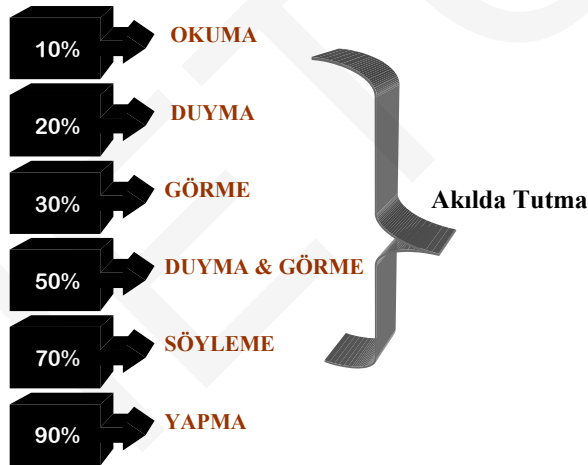 10% OKUMA
20% DUYMA
30% GÖRME
Akılda Tutma
50% DUYMA & GÖRME
70% SÖYLEME
90% YAPMA